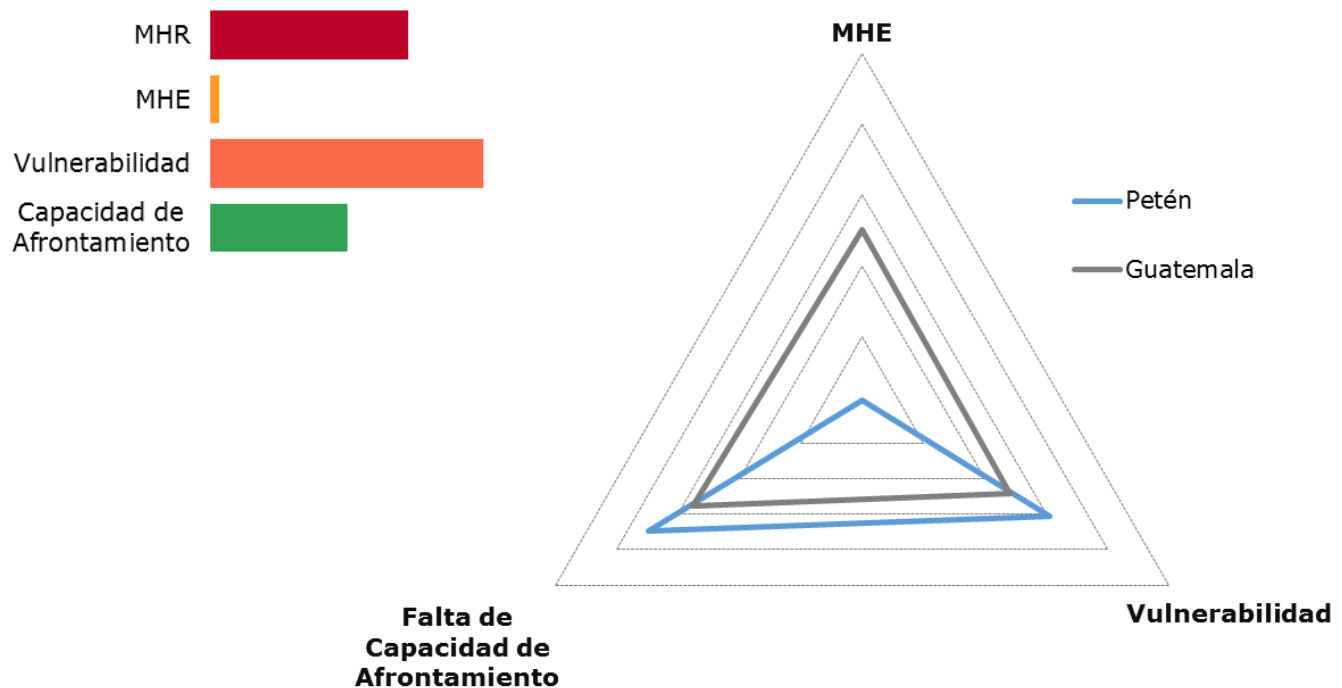 MHR
MHE
Vulnerabilidad
Capacidad de
Afrontamiento
MHE
Petén
Guatemala
Falta de
Capacidad de
Afrontamiento
Vulnerabilidad